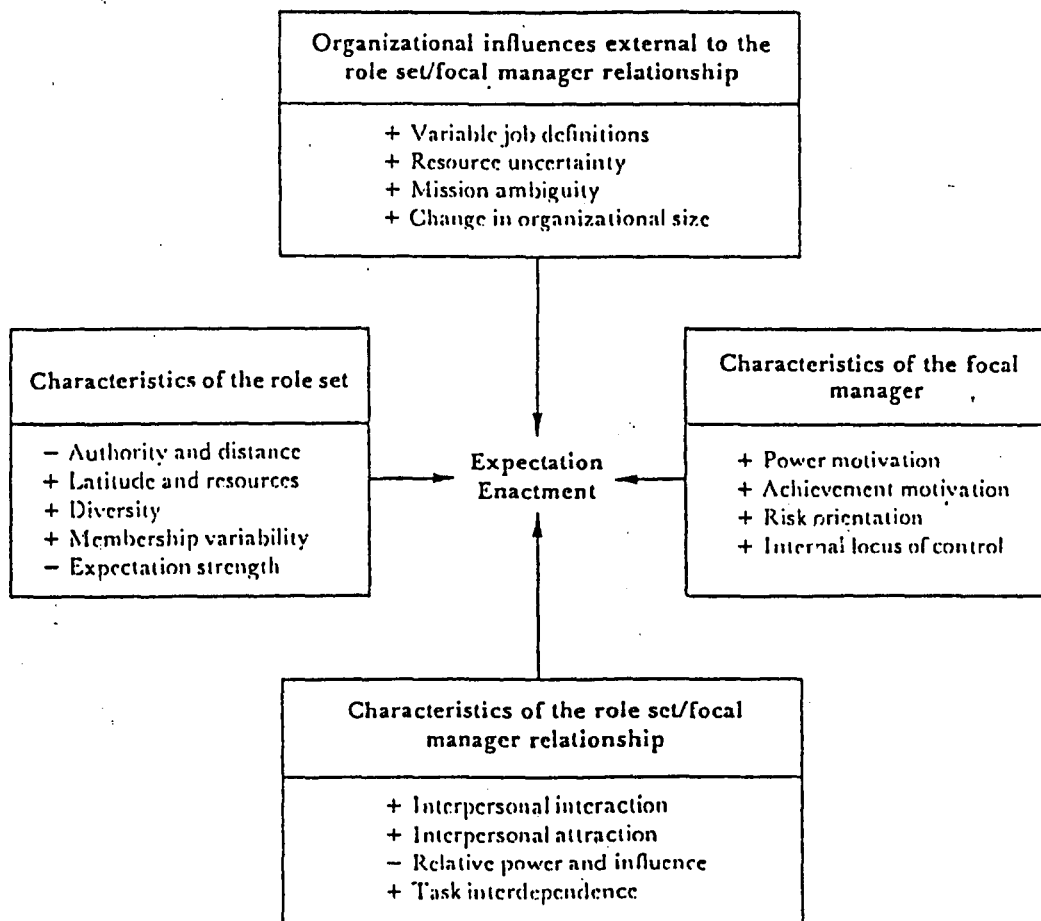 Organizational influences external to the
role set/focal manager relationship
+ Variable job definitions
+ Resource uncertainty
+ Mission ambiguity
+ Change in organizational size
Characteristics of the role set
− Authority and distance
+ Latitude and resources
+ Diversity
+ Membership variability
− Expectation strength
Expectation
Enactment
Characteristics of the focal
manager
+ Power motivation
+ Achievement motivation
+ Risk orientation
+ Internal locus of control
Characteristics of the role set/focal
manager relationship
+ Interpersonal interaction
+ Interpersonal attraction
− Relative power and influence
+ Task interdependence